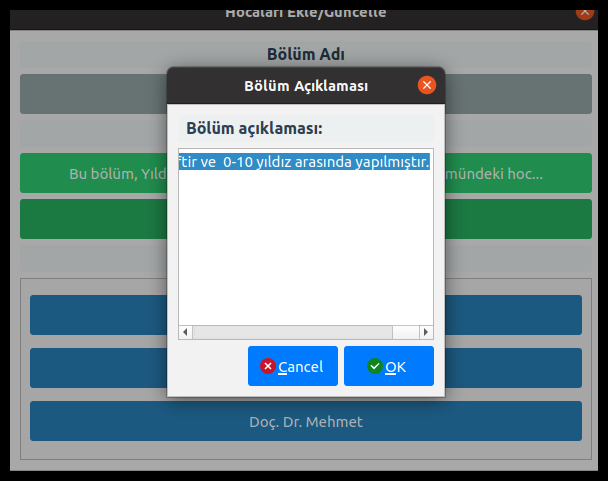 Hocaları Ekle/Güncelle
Bölüm Adı
Bölüm Açıklaması
Bölüm açıklaması:
ftir ve 0-10 yıldız arasında yapılmıştır.
Bu bölüm, Yıld
mündeki hoc...
Cancel
OK
Doç. Dr. Mehmet